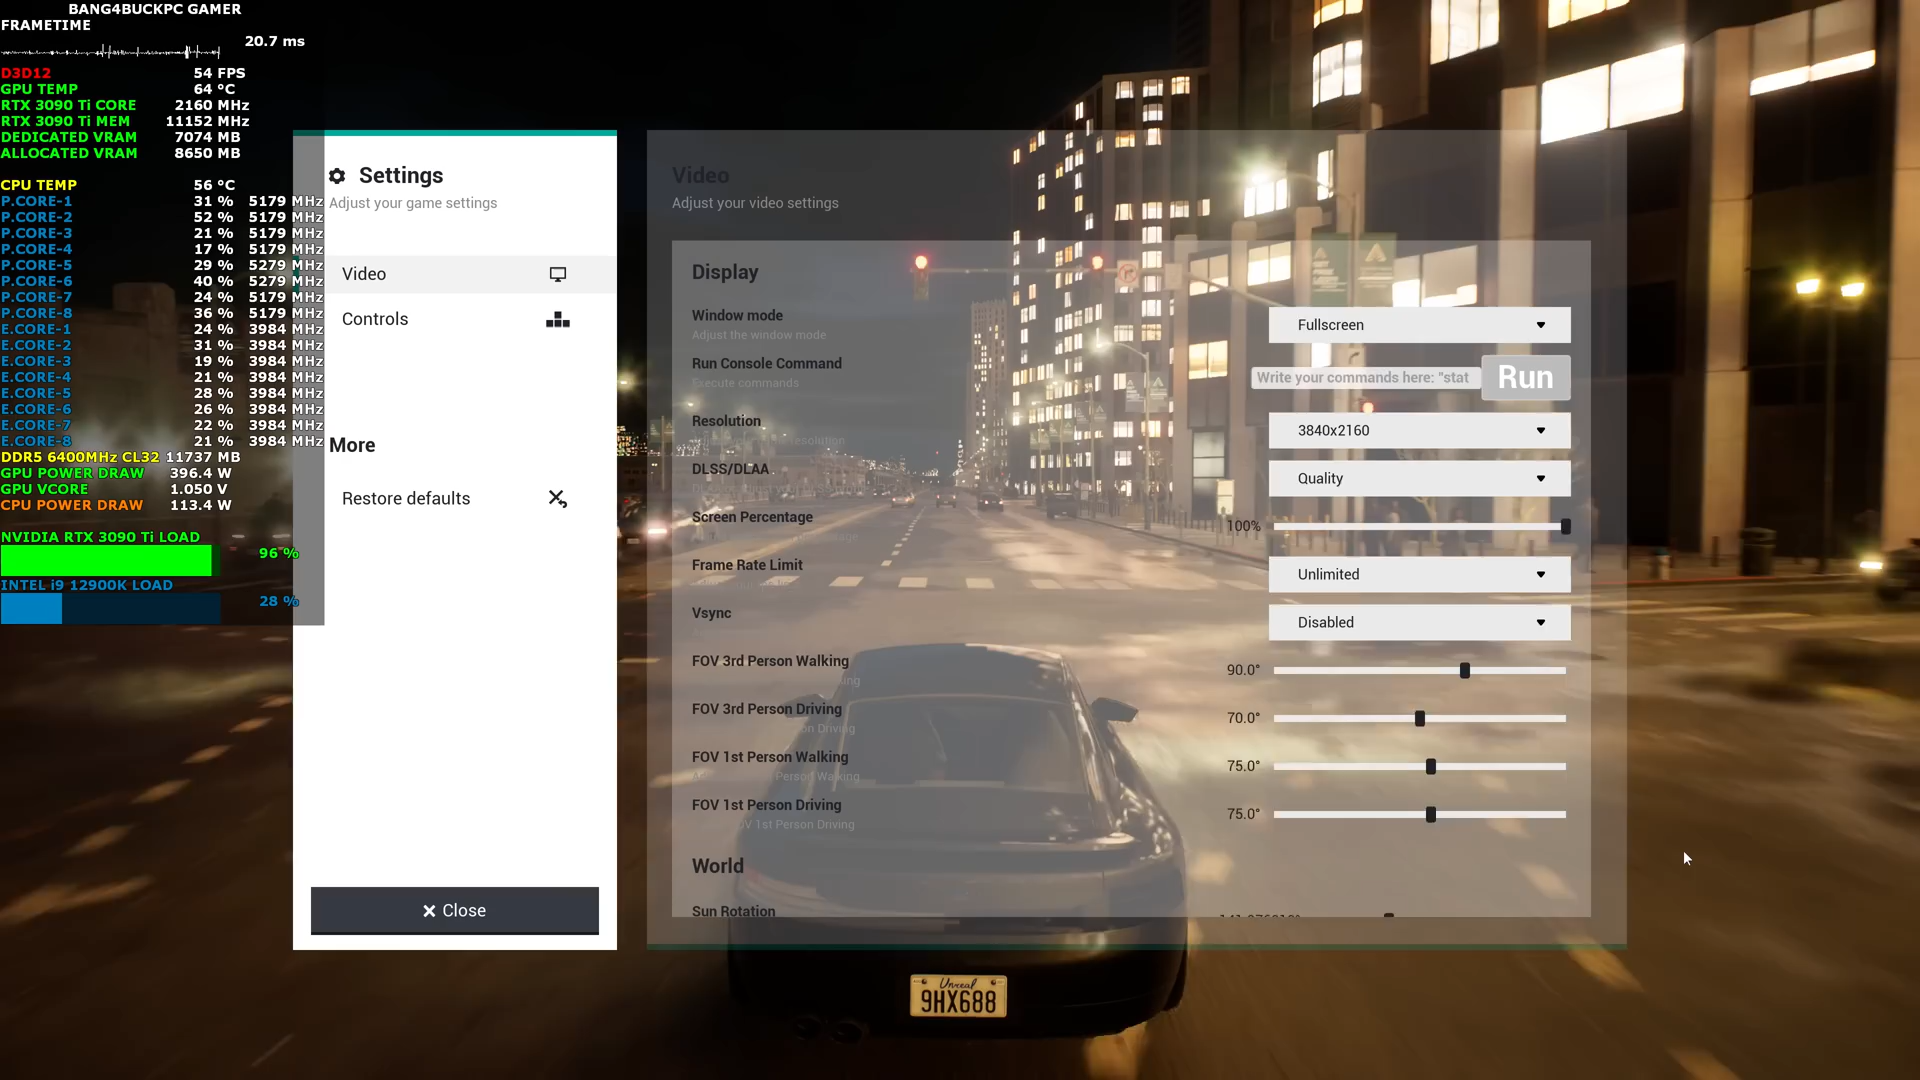 BANG4BUCKPC GAMER
FRAMETIME
20.7 ms
D3D12 54 FPS
GPU TEMP 64 °C
RTX 3090 Ti CORE 2160 MHz
RTX 3090 Ti MEM 11152 MHz
DEDICATED VRAM 7074 MB
ALLOCATED VRAM 8650 MB
CPU TEMP 56 °C
P.CORE-1 31 % 5179 MHz
P.CORE-2 52 % 5179 MHz
P.CORE-3 21 % 5179 MHz
P.CORE-4 17 % 5179 MHz
P.CORE-5 29 % 5279 MHz
P.CORE-6 40 % 5279 MHz
P.CORE-7 24 % 5179 MHz
P.CORE-8 36 % 5179 MHz
E.CORE-1 24 % 3984 MHz
E.CORE-2 31 % 3984 MHz
E.CORE-3 19 % 3984 MHz
E.CORE-4 21 % 3984 MHz
E.CORE-5 28 % 3984 MHz
E.CORE-6 26 % 3984 MHz
E.CORE-7 22 % 3984 MHz
E.CORE-8 21 % 3984 MHz
DDR5 6400MHz CL32 11737 MB
GPU POWER DRAW 396.4 W
GPU VCORE 1.050 V
CPU POWER DRAW 113.4 W
NVIDIA RTX 3090 Ti LOAD
96 %
INTEL i9 12900K LOAD
28 %
Settings
Adjust your game settings
Video
Controls
More
Restore defaults
Close
Video
Adjust your video settings
Display
Window mode
Adjust the window mode
Fullscreen
Run Console Command
Execute commands
Write your commands here: "stat
Run
Resolution
resolution
3840x2160
DLSS/DLAA
Quality
Screen Percentage
100%
Frame Rate Limit
Unlimited
Vsync
Disabled
FOV 3rd Person Walking
90.0°
FOV 3rd Person Driving
on Driving
70.0°
FOV 1st Person Walking
Person Walking
75.0°
FOV 1st Person Driving
FOV 1st Person Driving
75.0°
World
Sun Rotation
Unreal
9HX688